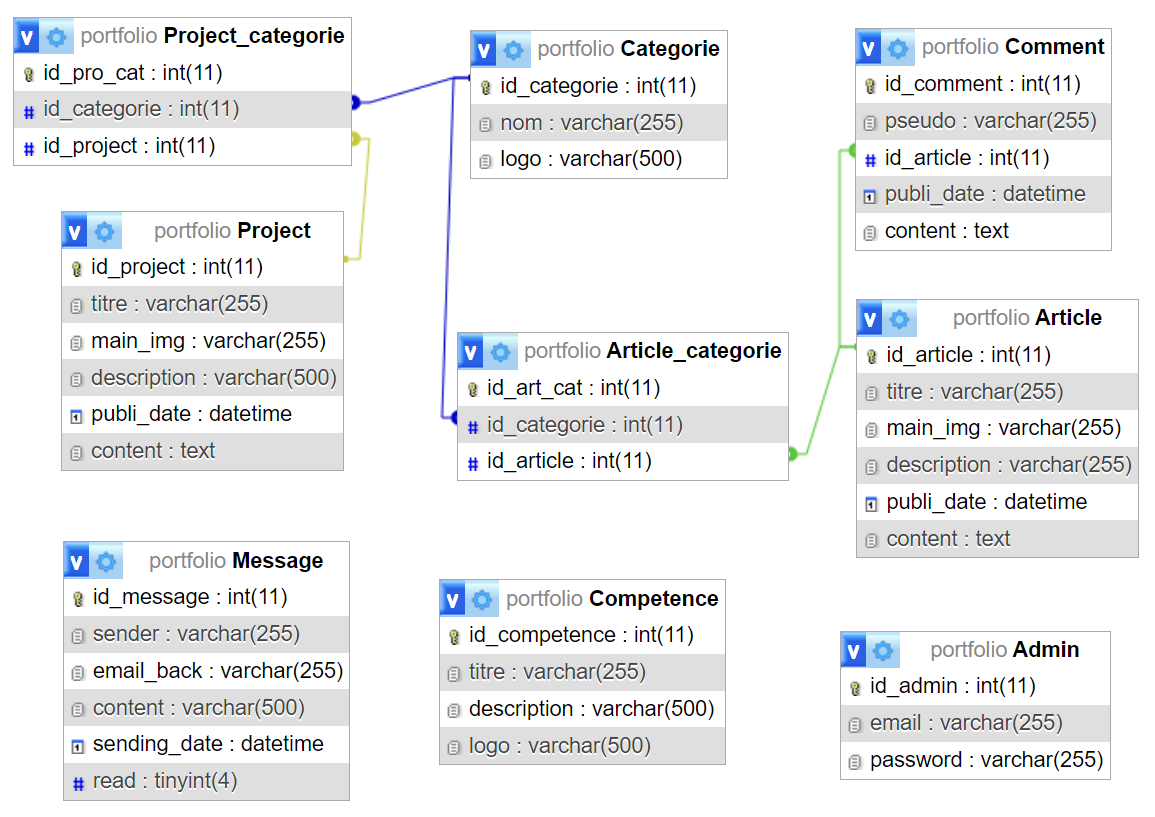 portfolio Project_categorie
id_pro_cat : int(11)
id_categorie : int(11)
id_project : int(11)
portfolio Categorie
id_categorie : int(11)
nom : varchar(255)
logo : varchar(500)
portfolio Comment
id_comment : int(11)
pseudo : varchar(255)
id_article : int(11)
publi_date : datetime
content : text
portfolio Project
id_project : int(11)
titre : varchar(255)
main_img : varchar(255)
description : varchar(500)
publi_date : datetime
content : text
portfolio Article_categorie
id_art_cat : int(11)
id_categorie : int(11)
id_article : int(11)
portfolio Article
id_article : int(11)
titre : varchar(255)
main_img : varchar(255)
description : varchar(255)
publi_date : datetime
content : text
portfolio Message
id_message : int(11)
sender : varchar(255)
email_back : varchar(255)
content : varchar(500)
sending_date : datetime
read : tinyint(4)
portfolio Competence
id_competence : int(11)
titre : varchar(255)
description : varchar(500)
logo : varchar(500)
portfolio Admin
id_admin : int(11)
email : varchar(255)
password : varchar(255)